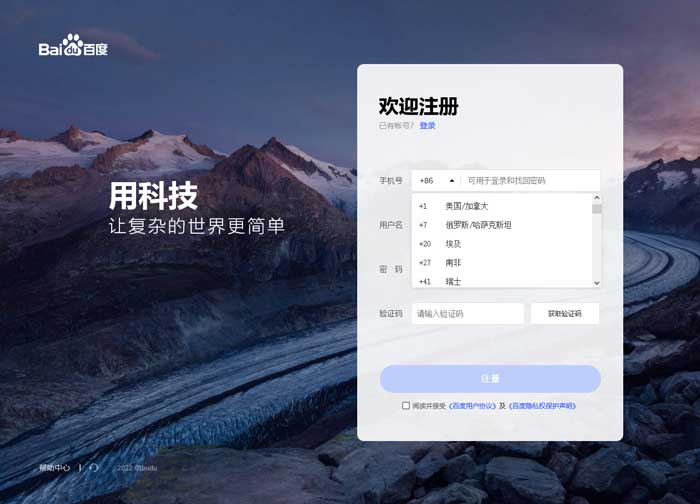 Bai du 百度
用科技
让复杂的世界更简单
欢迎注册
已有帐号? 登录
手机号 +86 可用于登录和找回密码
+1 美国/加拿大
用户名 +7 俄罗斯/哈萨克斯坦
+20 埃及
密 码 +27 南非
+41 瑞士
验证码 请输入验证码 获取验证码
注册
阅读并接受《百度用户协议》及《百度隐私权保护声明》
帮助中心 | 2022 @Baidu